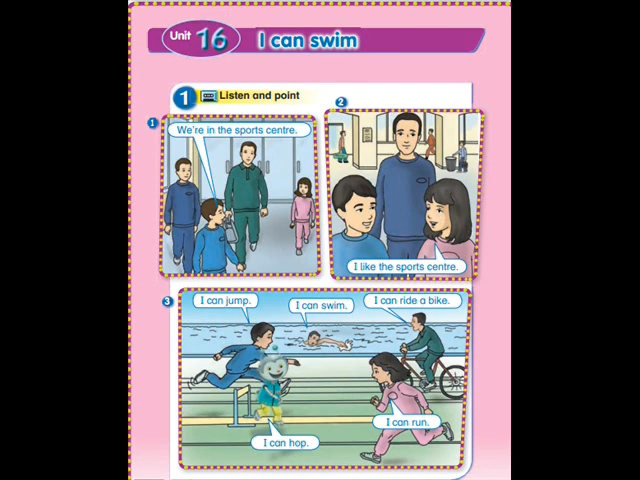 Unit 16 I can swim
1 Listen and point
1
We're in the sports centre.
2
I like the sports centre.
3
I can jump.
I can swim.
I can ride a bike.
I can hop.
I can run.